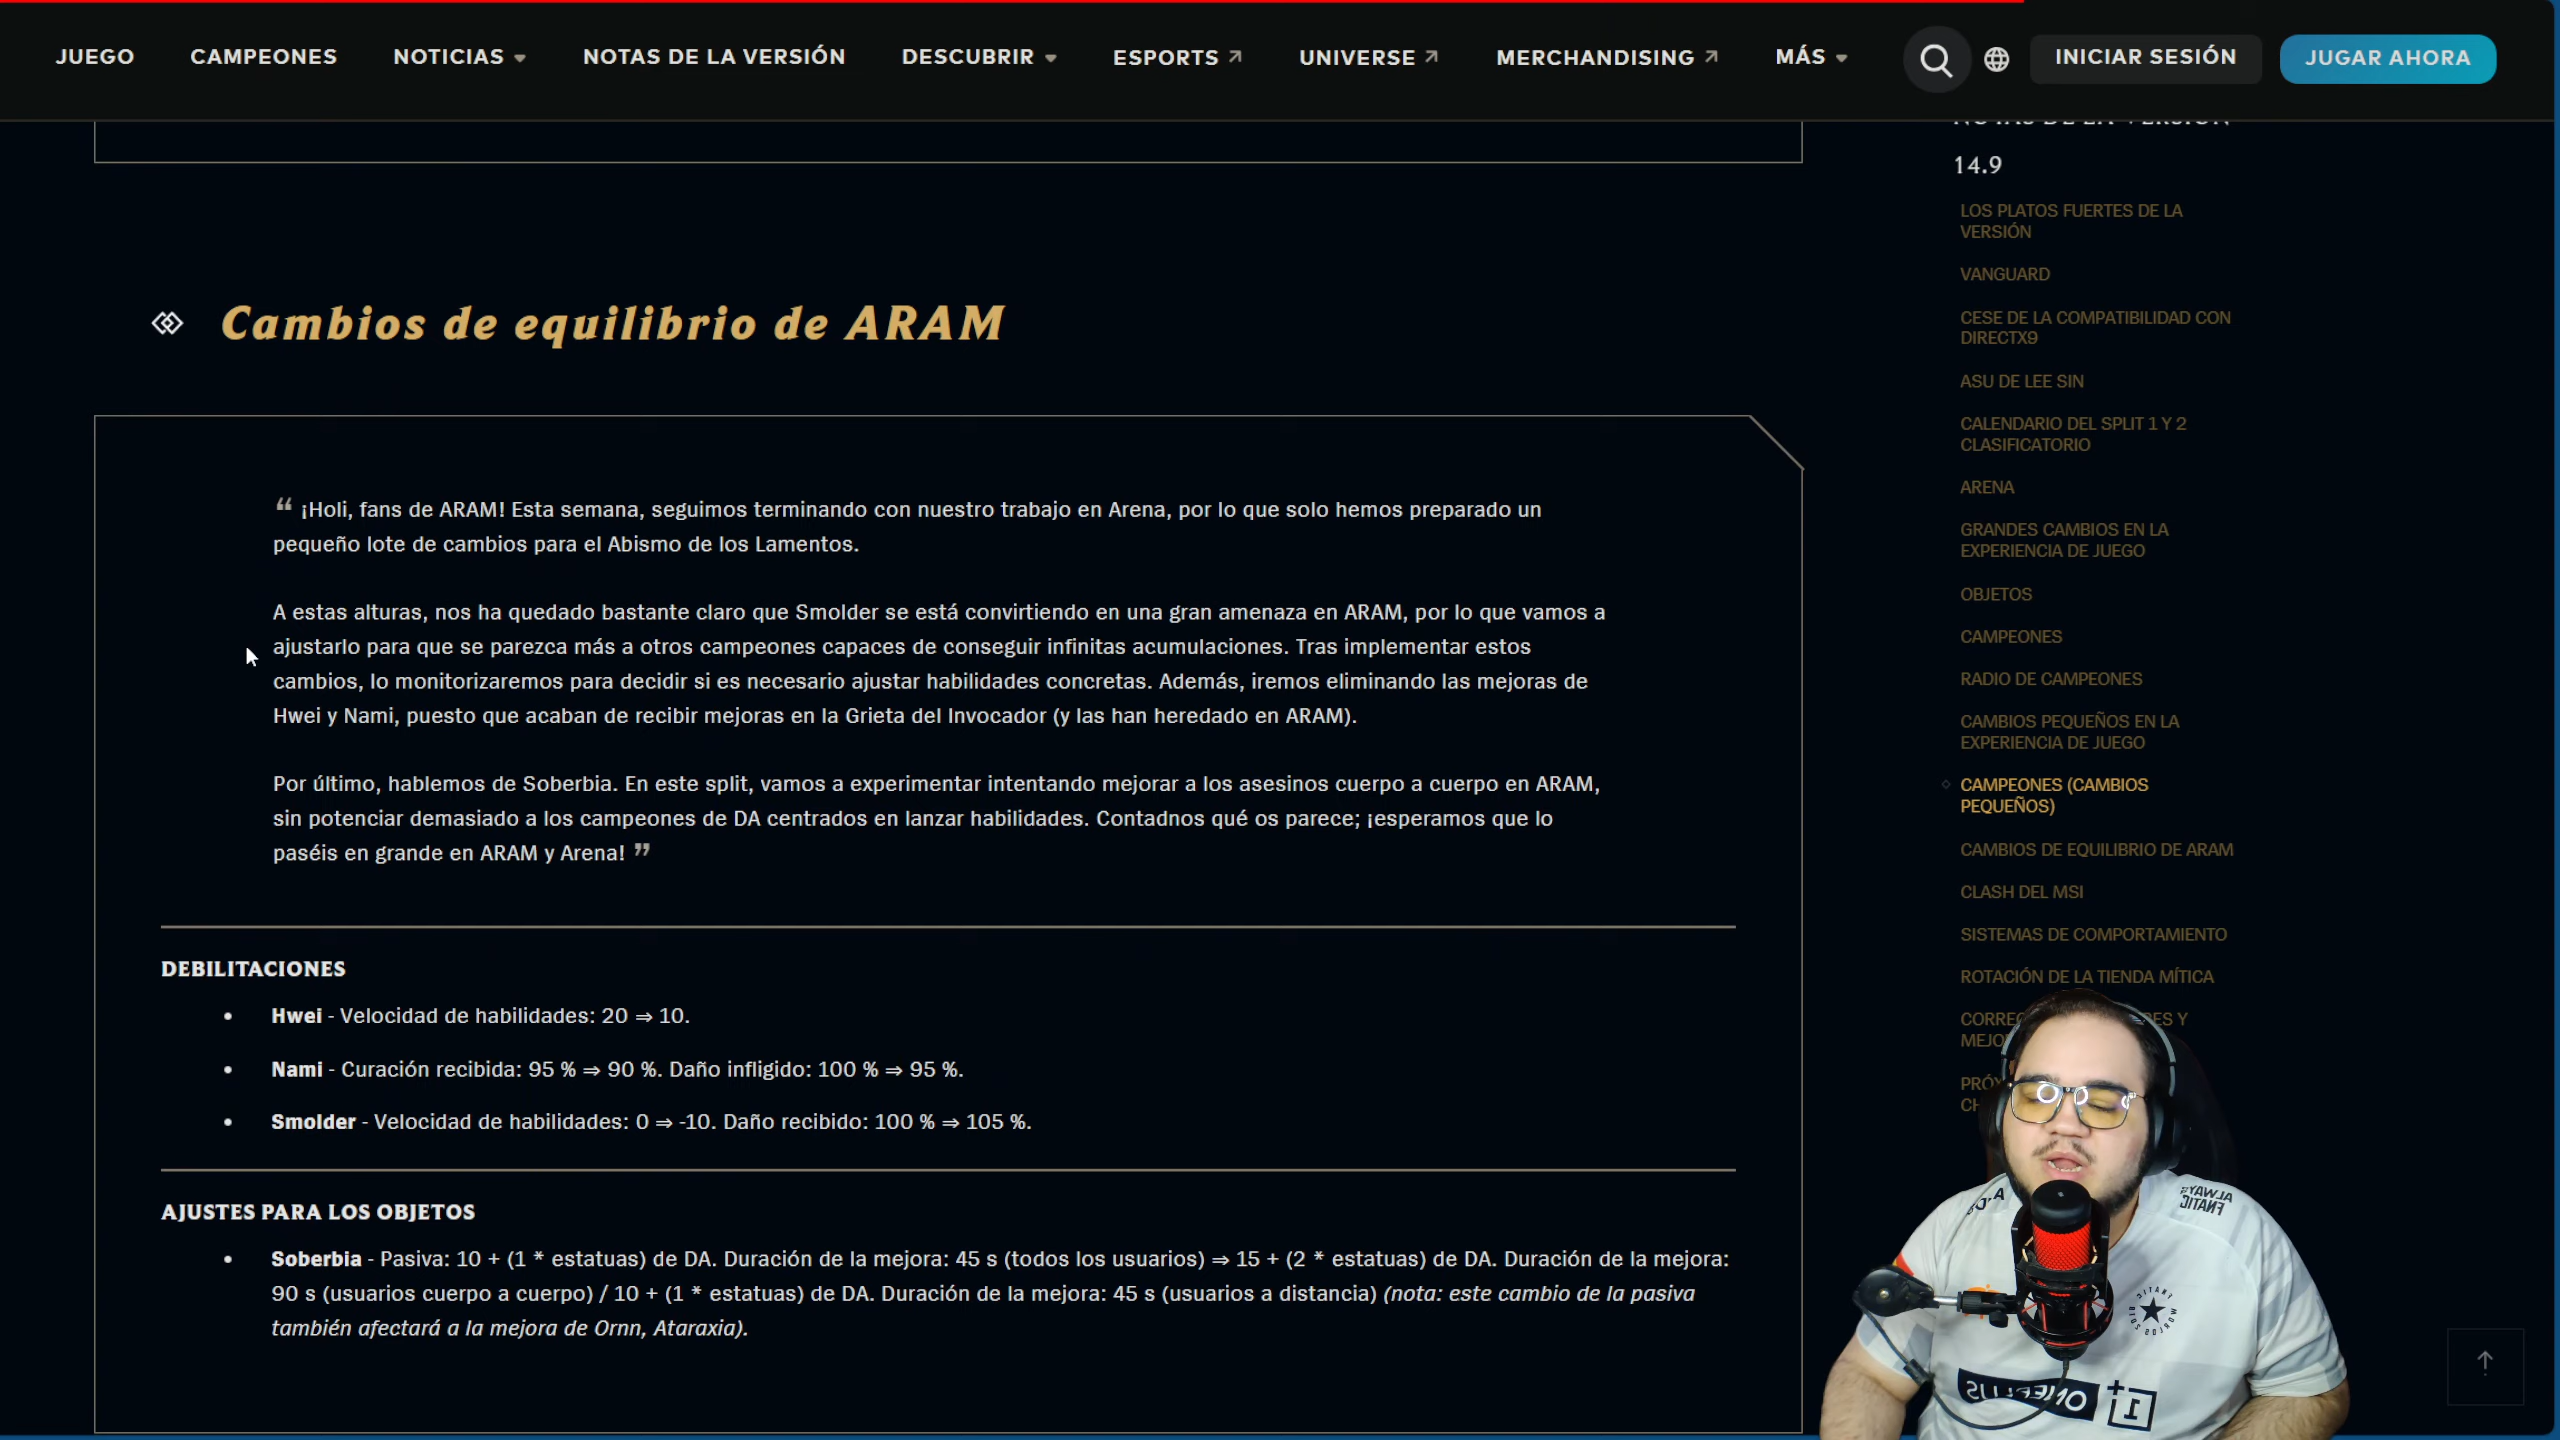 JUEGO CAMPEONES NOTICIAS NOTAS DE LA VERSIÓN DESCUBRIR ESPORTS UNIVERSE MERCHANDISING MÁS INICIAR SESIÓN JUGAR AHORA
NOTAS DE LA VERSIÓN
14.9
LOS PLATOS FUERTES DE LA
VERSIÓN
VANGUARD
CESE DE LA COMPATIBILIDAD CON
DIRECTX9
ASU DE LEE SIN
CALENDARIO DEL SPLIT 1 Y 2
CLASIFICATORIO
ARENA
GRANDES CAMBIOS EN LA
EXPERIENCIA DE JUEGO
OBJETOS
CAMPEONES
RADIO DE CAMPEONES
CAMBIOS PEQUEÑOS EN LA
EXPERIENCIA DE JUEGO
CAMPEONES (CAMBIOS
PEQUEÑOS)
CAMBIOS DE EQUILIBRIO DE ARAM
CLASH DEL MSI
SISTEMAS DE COMPORTAMIENTO
ROTACIÓN DE LA TIENDA MÍTICA
Cambios de equilibrio de ARAM
“ ¡Holi, fans de ARAM! Esta semana, seguimos terminando con nuestro trabajo en Arena, por lo que solo hemos preparado un
pequeño lote de cambios para el Abismo de los Lamentos.
A estas alturas, nos ha quedado bastante claro que Smolder se está convirtiendo en una gran amenaza en ARAM, por lo que vamos a
ajustarlo para que se parezca más a otros campeones capaces de conseguir infinitas acumulaciones. Tras implementar estos
cambios, lo monitorizaremos para decidir si es necesario ajustar habilidades concretas. Además, iremos eliminando las mejoras de
Hwei y Nami, puesto que acaban de recibir mejoras en la Grieta del Invocador (y las han heredado en ARAM).
Por último, hablemos de Soberbia. En este split, vamos a experimentar intentando mejorar a los asesinos cuerpo a cuerpo en ARAM,
sin potenciar demasiado a los campeones de DA centrados en lanzar habilidades. Contadnos qué os parece; ¡esperamos que lo
paséis en grande en ARAM y Arena! ”
DEBILITACIONES
• Hwei - Velocidad de habilidades: 20 ⇒ 10.
• Nami - Curación recibida: 95 % ⇒ 90 %. Daño infligido: 100 % ⇒ 95 %.
• Smolder - Velocidad de habilidades: 0 ⇒ -10. Daño recibido: 100 % ⇒ 105 %.
AJUSTES PARA LOS OBJETOS
• Soberbia - Pasiva: 10 + (1 * estatuas) de DA. Duración de la mejora: 45 s (todos los usuarios) ⇒ 15 + (2 * estatuas) de DA. Duración de la mejora:
90 s (usuarios cuerpo a cuerpo) / 10 + (1 * estatuas) de DA. Duración de la mejora: 45 s (usuarios a distancia) (nota: este cambio de la pasiva
también afectará a la mejora de Ornn, Ataraxia).
ALWAYS
FNATIC
ONEPLUS